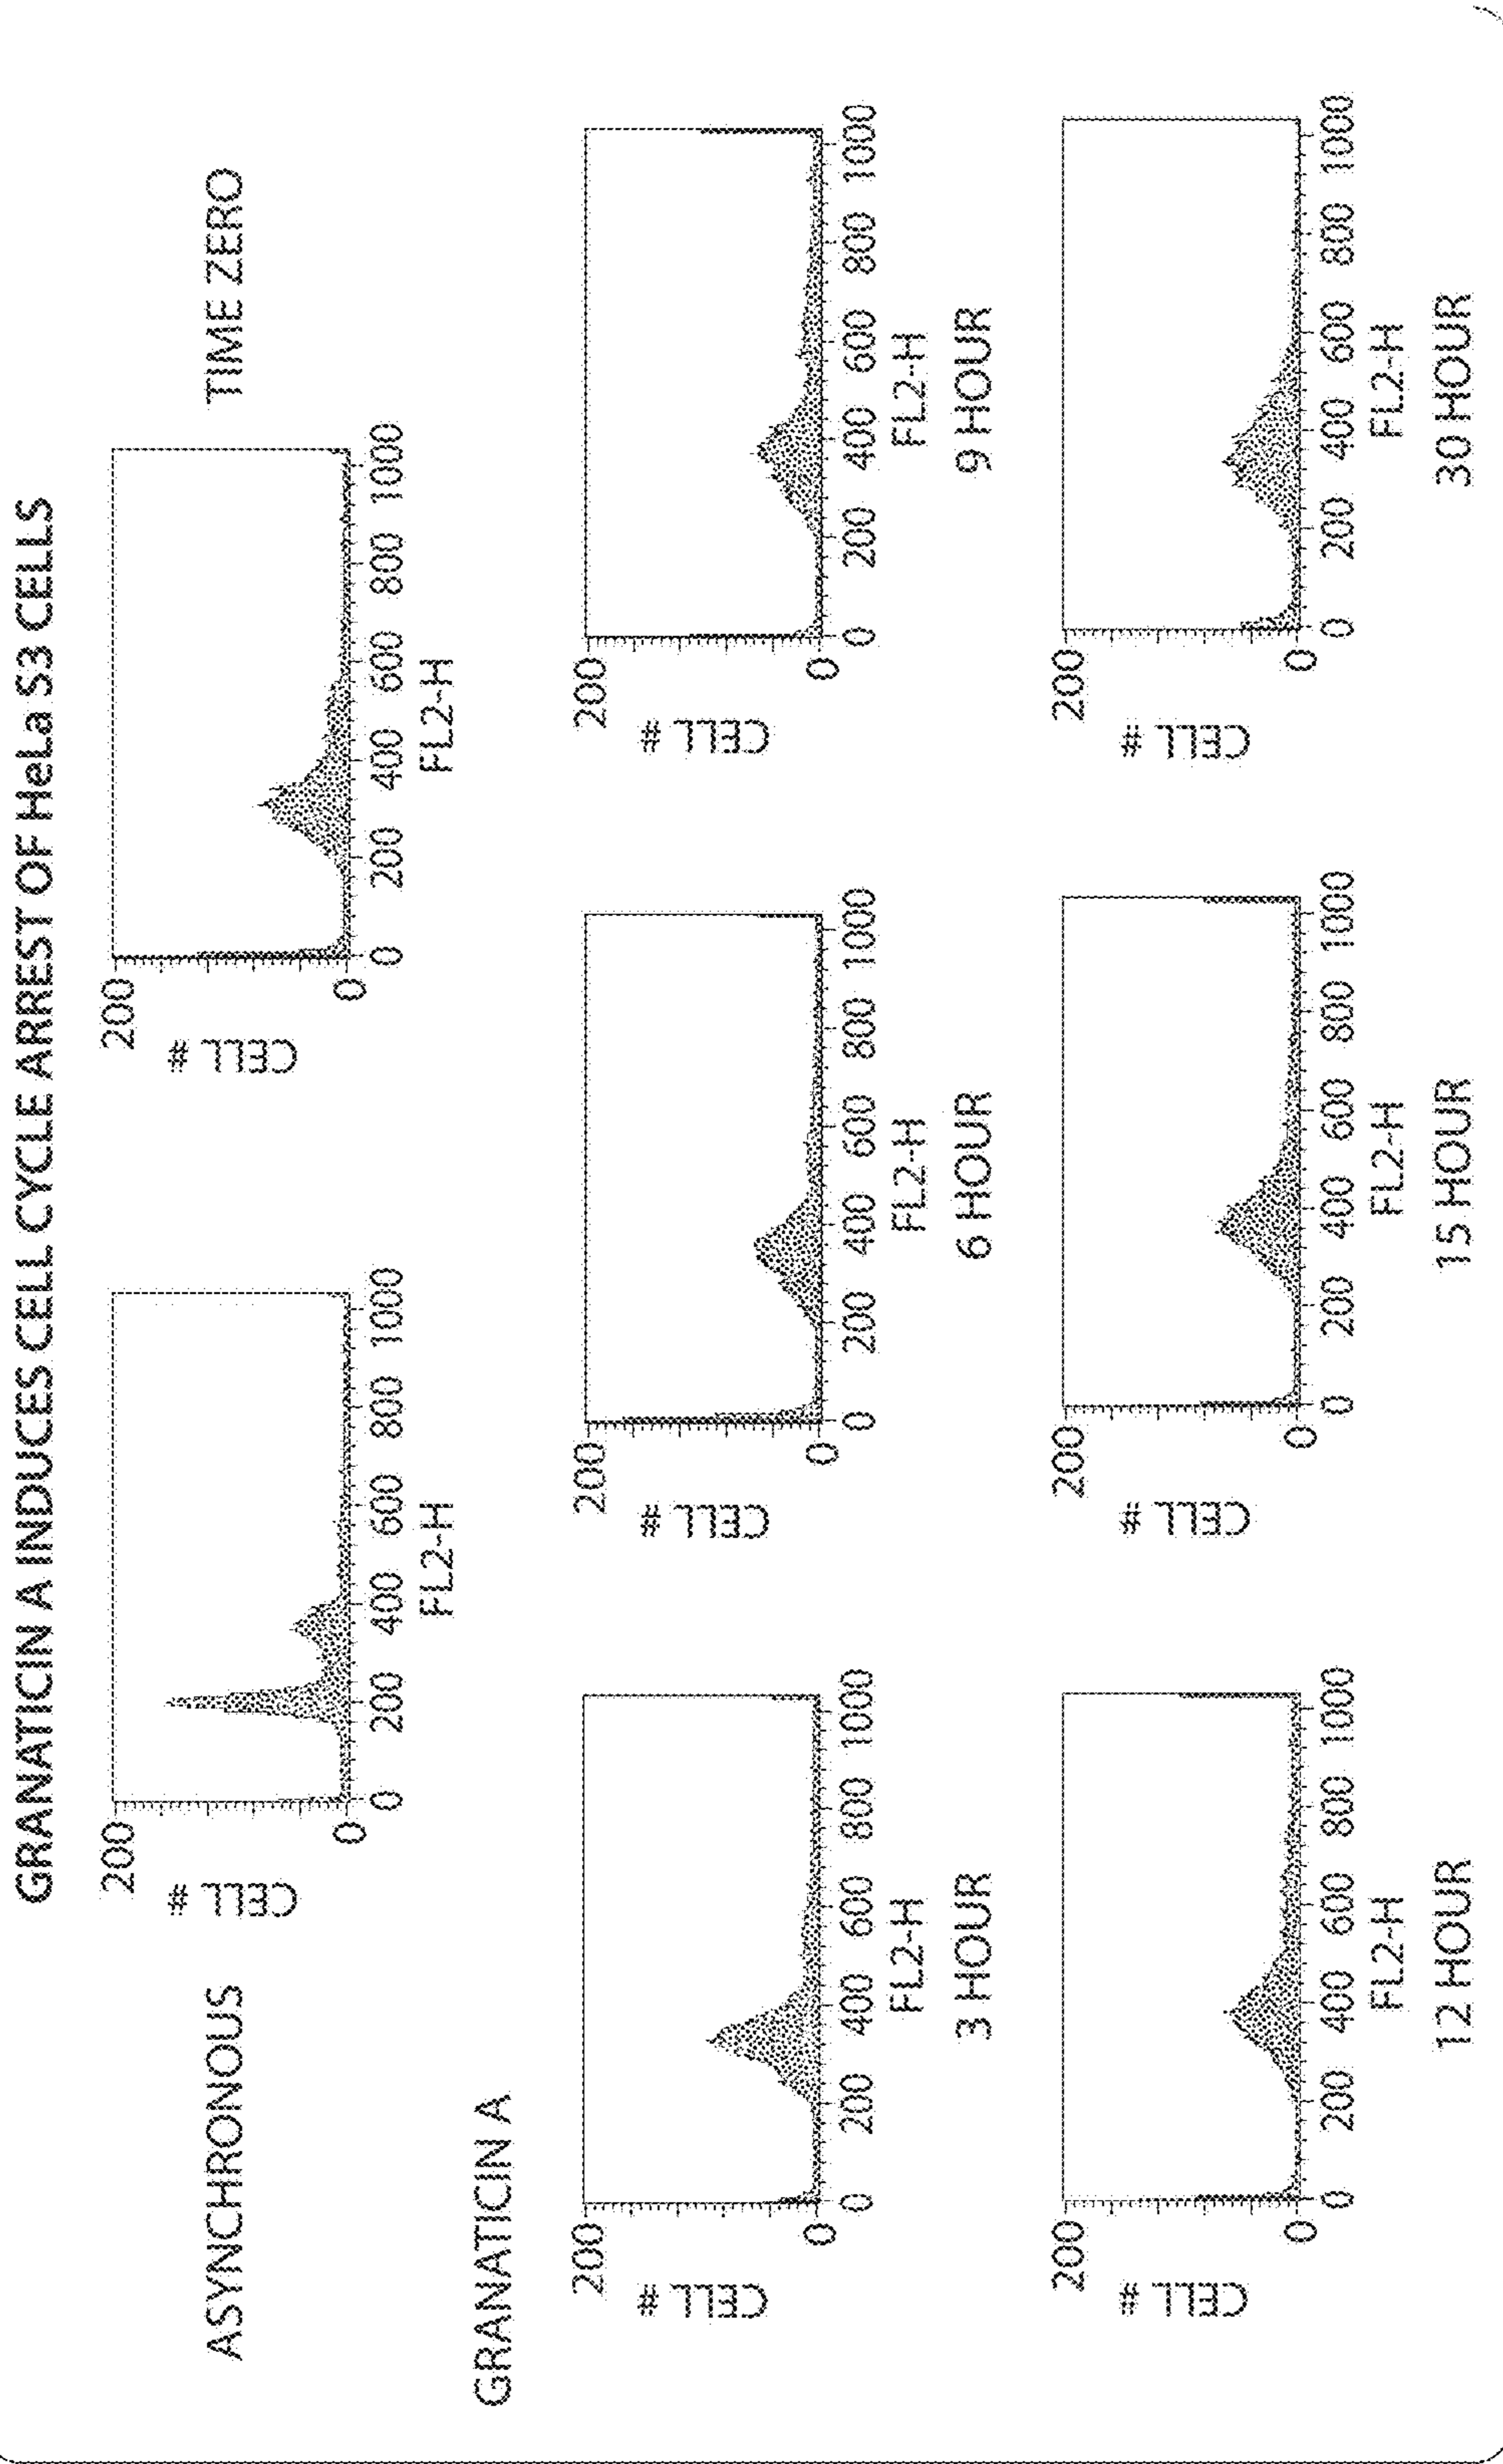 GRANATICIN A INDUCES CELL CYCLE ARREST OF HeLa S3 CELLS
ASYNCHRONOUS
CELL #
200
0
0 200 400 600 800 1000
FL2-H
CELL #
200
0
0 200 400 600 800 1000
FL2-H
TIME ZERO
GRANATICIN A
CELL #
200
0
0 200 400 600 800 1000
FL2-H
3 HOUR
CELL #
200
0
0 200 400 600 800 1000
FL2-H
6 HOUR
CELL #
200
0
0 200 400 600 800 1000
FL2-H
9 HOUR
CELL #
200
0
0 200 400 600 800 1000
FL2-H
12 HOUR
CELL #
200
0
0 200 400 600 800 1000
FL2-H
15 HOUR
CELL #
200
0
0 200 400 600 800 1000
FL2-H
30 HOUR